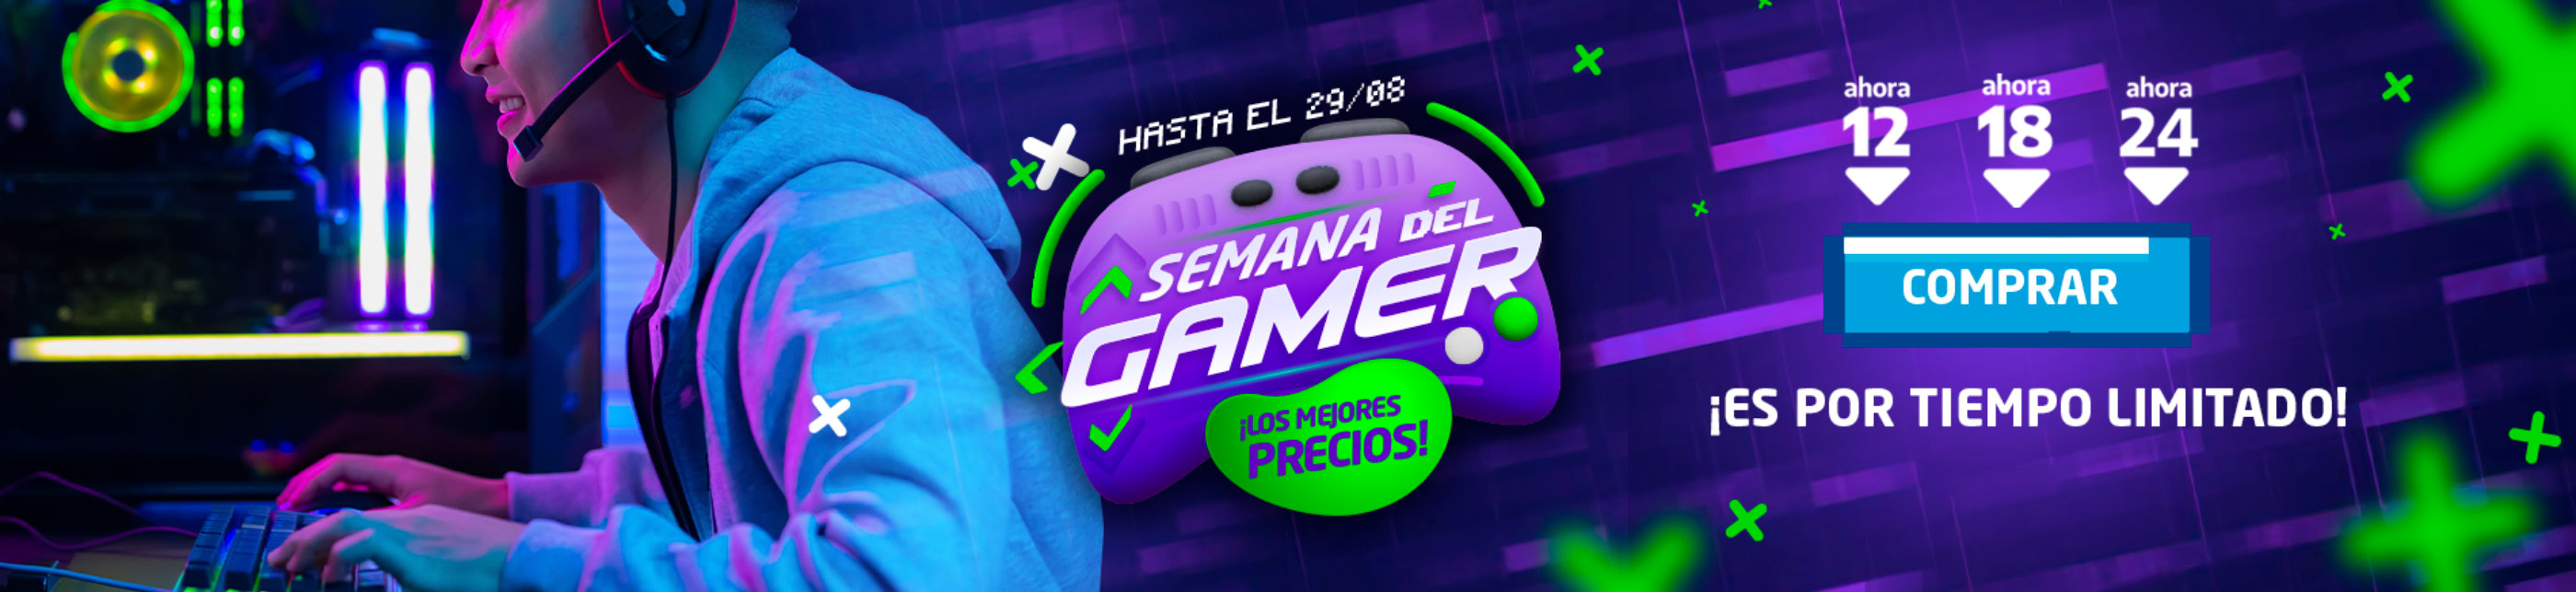 HASTA EL 29/08
SEMANA DEL
GAMER
¡LOS MEJORES
PRECIOS!
ahora
12
ahora
18
ahora
24
COMPRAR
¡ES POR TIEMPO LIMITADO!